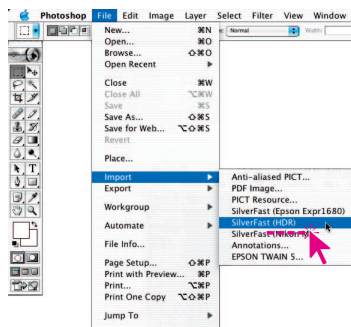 Photoshop File Edit Image Layer Select Filter View Window
Normal Width:
New... ⌘N
Open... ⌘O
Browse... ⇧⌘O
Open Recent ▶
Close ⌘W
Close All ⌥⌘W
Save ⌘S
Save As... ⇧⌘S
Save for Web... ⌥⇧⌘S
Revert
Place...
Import ▶
Export ▶
Workgroup ▶
Automate ▶
File Info...
Page Setup... ⇧⌘P
Print with Preview... ⌘P
Print... ⌥⌘P
Print One Copy ⌥⇧⌘P
Jump To ▶
Anti-aliased PICT...
PDF Image...
PICT Resource...
SilverFast (Epson Expr1680)
SilverFast (HDR)
SilverFast (Nikon
Annotations...
EPSON TWAIN 5...